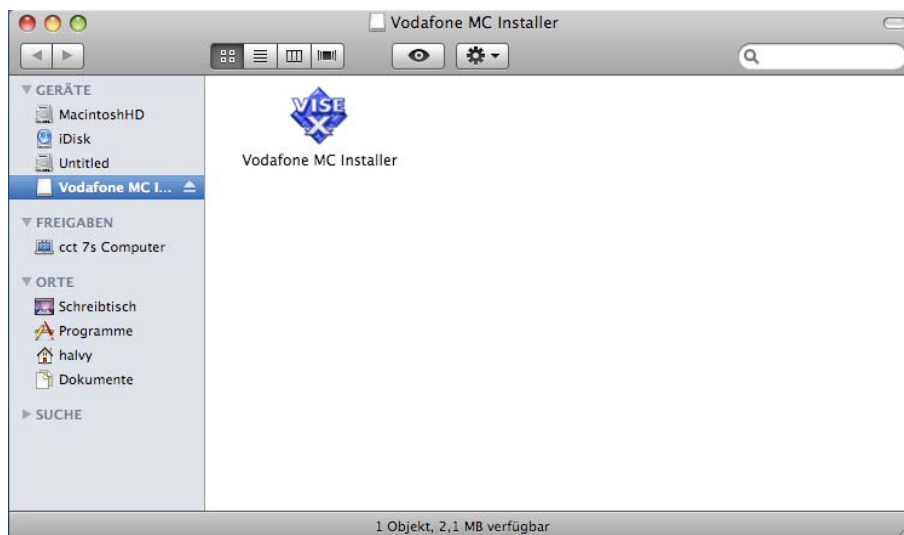 Vodafone MC Installer
GERÄTE
MacintoshHD
iDisk
Untitled
Vodafone MC I...
FREIGABEN
cct 7s Computer
ORTE
Schreibtisch
Programme
halvy
Dokumente
SUCHE
VISE
X
Vodafone MC Installer
1 Objekt, 2,1 MB verfügbar